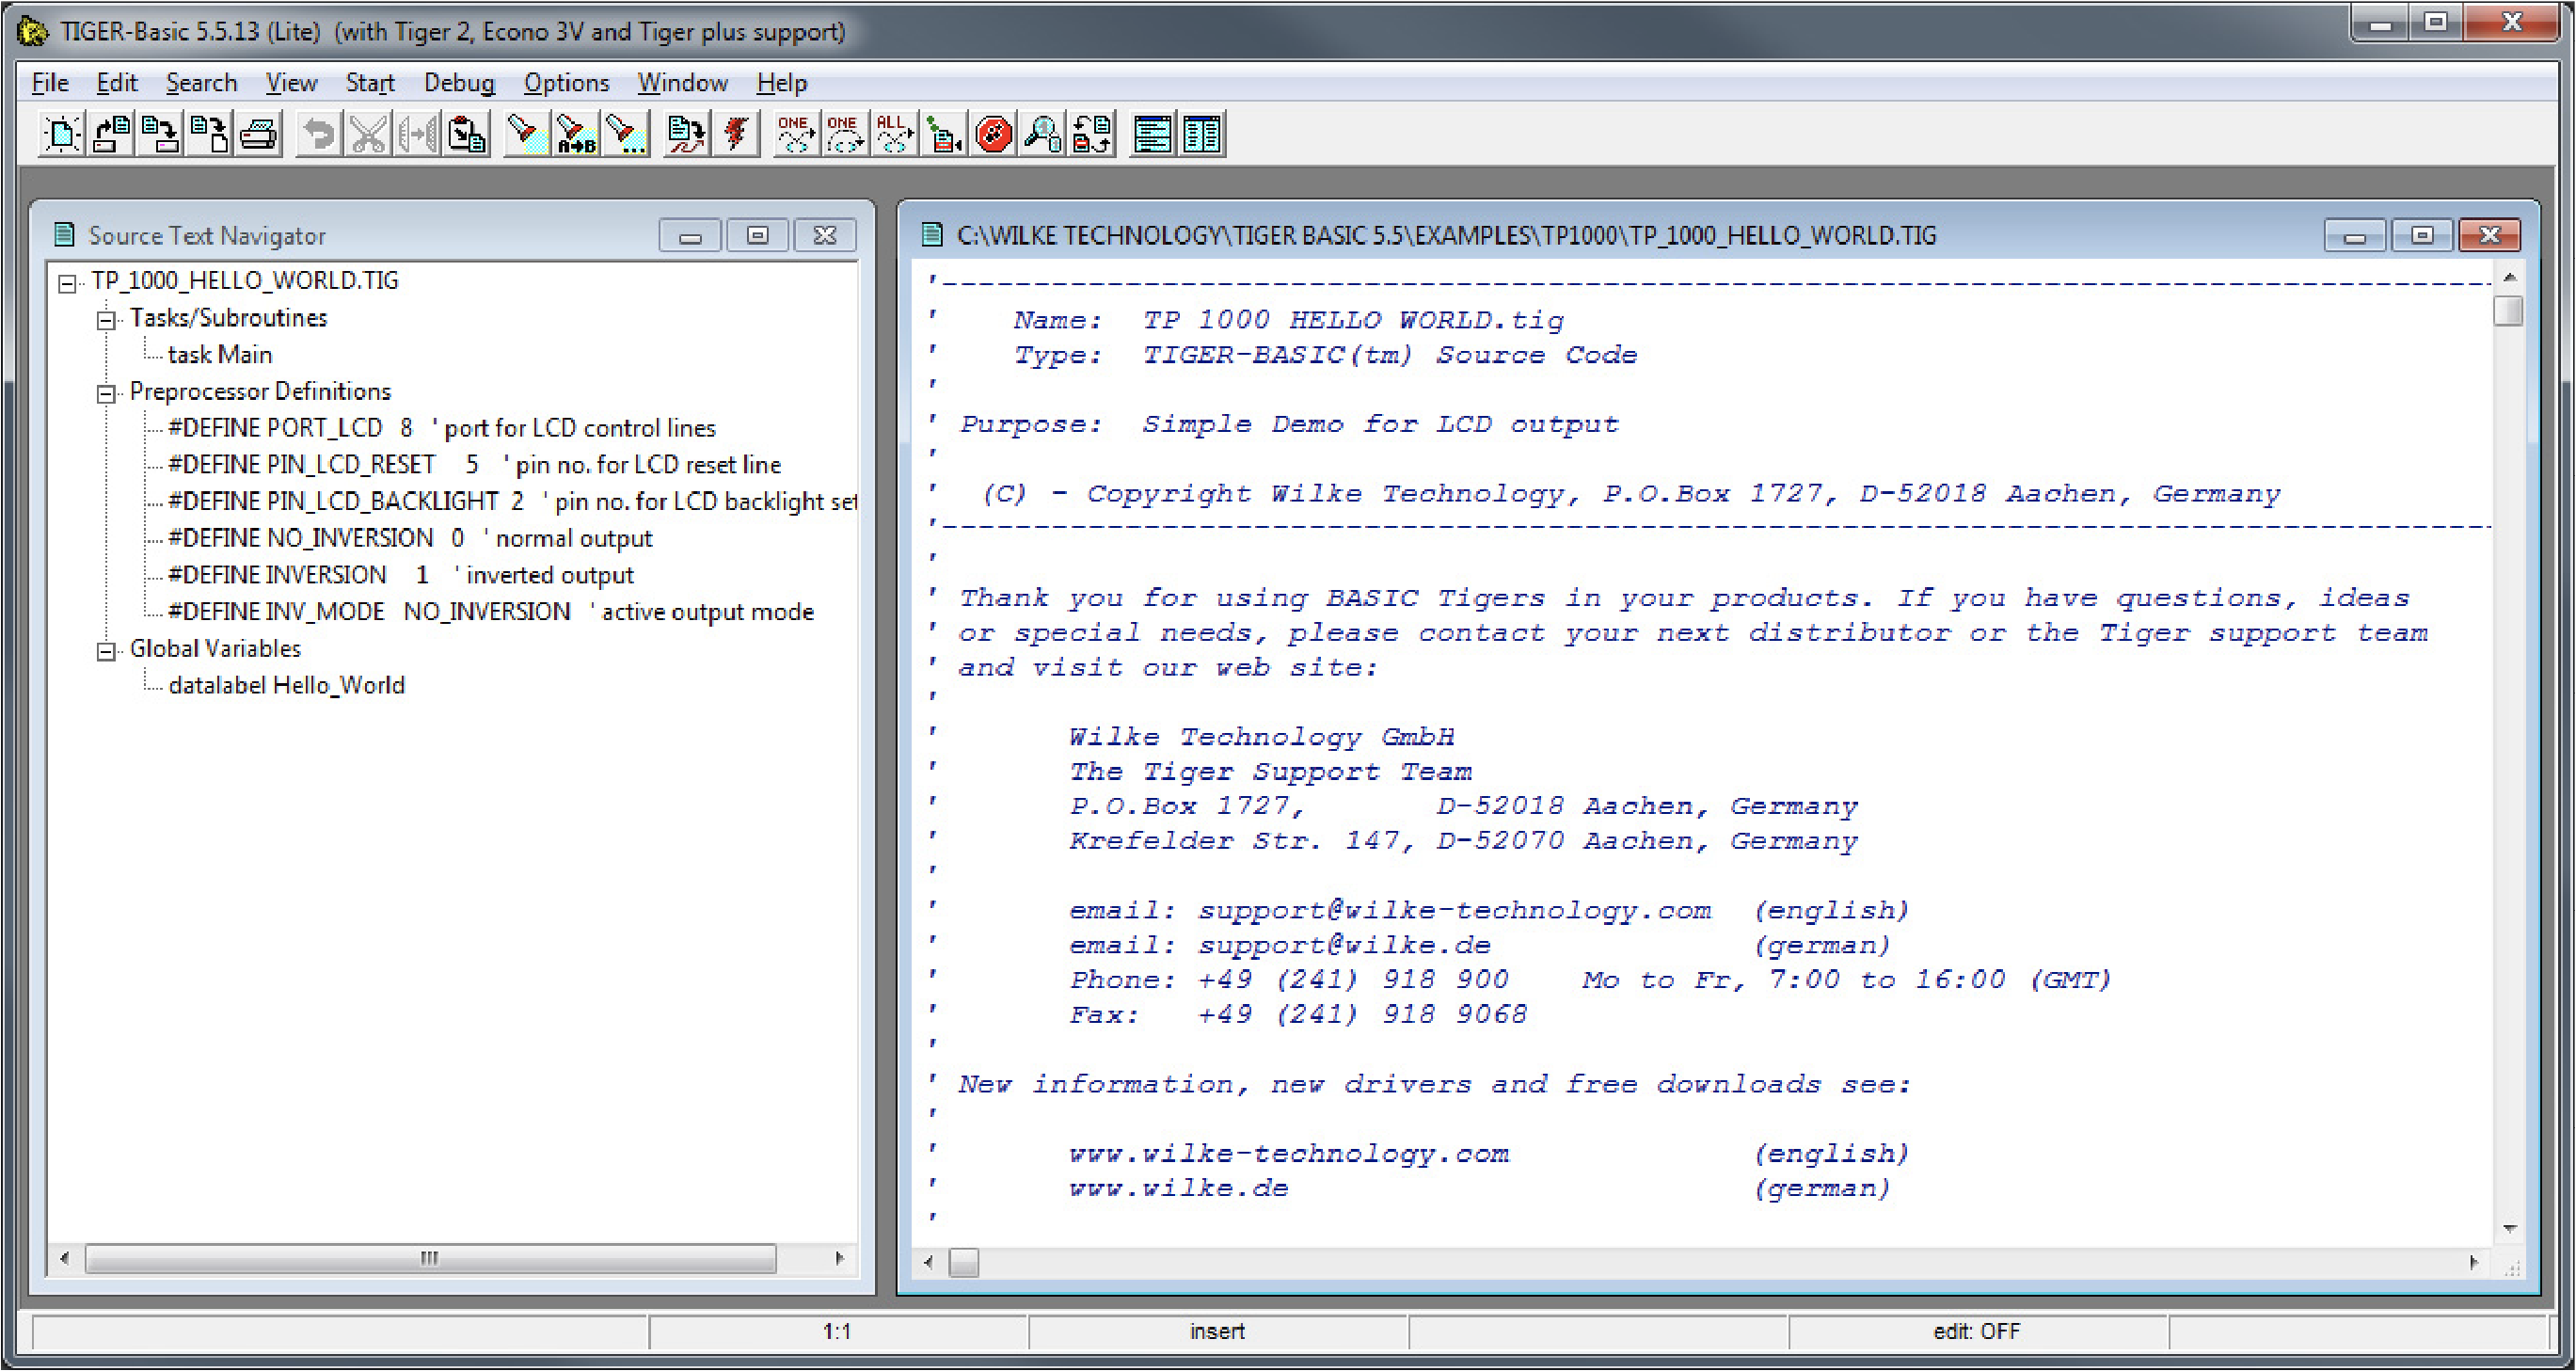 TIGER-Basic 5.5.13 (Lite)  (with Tiger 2, Econo 3V and Tiger plus support)
File Edit Search View Start Debug Options Window Help
A→B ... ONE ONE ALL
Source Text Navigator
TP_1000_HELLO_WORLD.TIG
Tasks/Subroutines
task Main
Preprocessor Definitions
#DEFINE PORT_LCD 8 ' port for LCD control lines
#DEFINE PIN_LCD_RESET 5 ' pin no. for LCD reset line
#DEFINE PIN_LCD_BACKLIGHT 2 ' pin no. for LCD backlight set
#DEFINE NO_INVERSION 0 ' normal output
#DEFINE INVERSION 1 ' inverted output
#DEFINE INV_MODE NO_INVERSION ' active output mode
Global Variables
datalabel Hello_World
C:\WILKE TECHNOLOGY\TIGER BASIC 5.5\EXAMPLES\TP1000\TP_1000_HELLO_WORLD.TIG
'--------------------------------------------------------------------------------
' Name: TP 1000 HELLO WORLD.tig
' Type: TIGER-BASIC(tm) Source Code
'
' Purpose: Simple Demo for LCD output
'
' (C) - Copyright Wilke Technology, P.O.Box 1727, D-52018 Aachen, Germany
'--------------------------------------------------------------------------------
'
' Thank you for using BASIC Tigers in your products. If you have questions, ideas
' or special needs, please contact your next distributor or the Tiger support team
' and visit our web site:
'
' Wilke Technology GmbH
' The Tiger Support Team
' P.O.Box 1727, D-52018 Aachen, Germany
' Krefelder Str. 147, D-52070 Aachen, Germany
'
' email: support@wilke-technology.com (english)
' email: support@wilke.de (german)
' Phone: +49 (241) 918 900 Mo to Fr, 7:00 to 16:00 (GMT)
' Fax: +49 (241) 918 9068
'
' New information, new drivers and free downloads see:
'
' www.wilke-technology.com (english)
' www.wilke.de (german)
'
1:1 insert edit: OFF